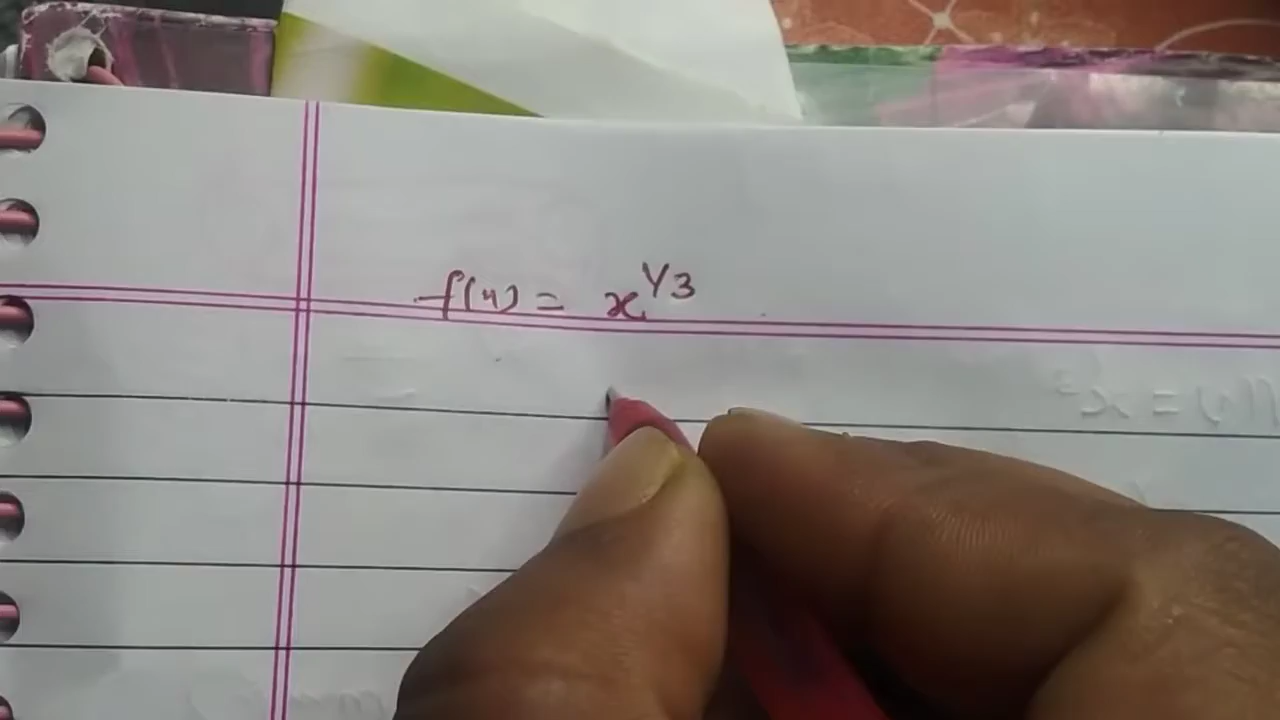 f(x) = x^{1/3}